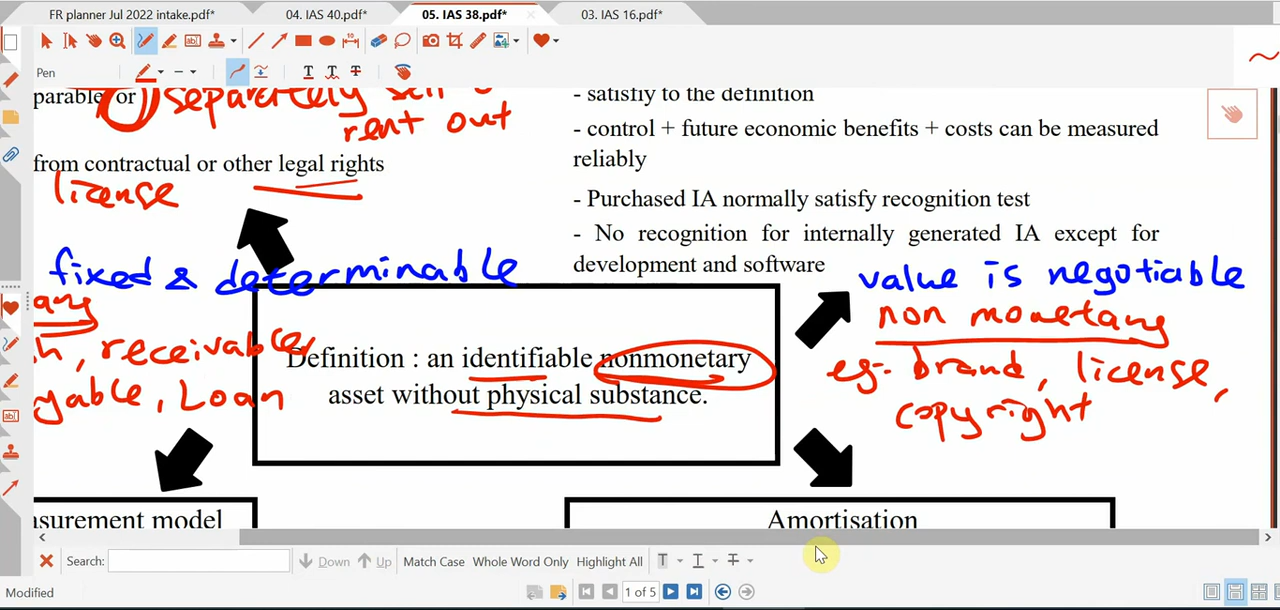 FR planner Jul 2022 intake.pdf*
04. IAS 40.pdf*
05. IAS 38.pdf*
03. IAS 16.pdf*
Pen
parable or separately sell
rent out
from contractual or other legal rights
license
- satisfiy to the definition
- control + future economic benefits + costs can be measured
reliably
- Purchased IA normally satisfy recognition test
- No recognition for internally generated IA except for
development and software
fixed & determinable
value is negotiable
non monetary
receivables
Loan
Definition : an identifiable nonmonetary
asset without physical substance.
eg. brand, license,
copyright
asurement model
Amortisation
Search:
Down
Up
Match Case
Whole Word Only
Highlight All
Modified
1 of 5